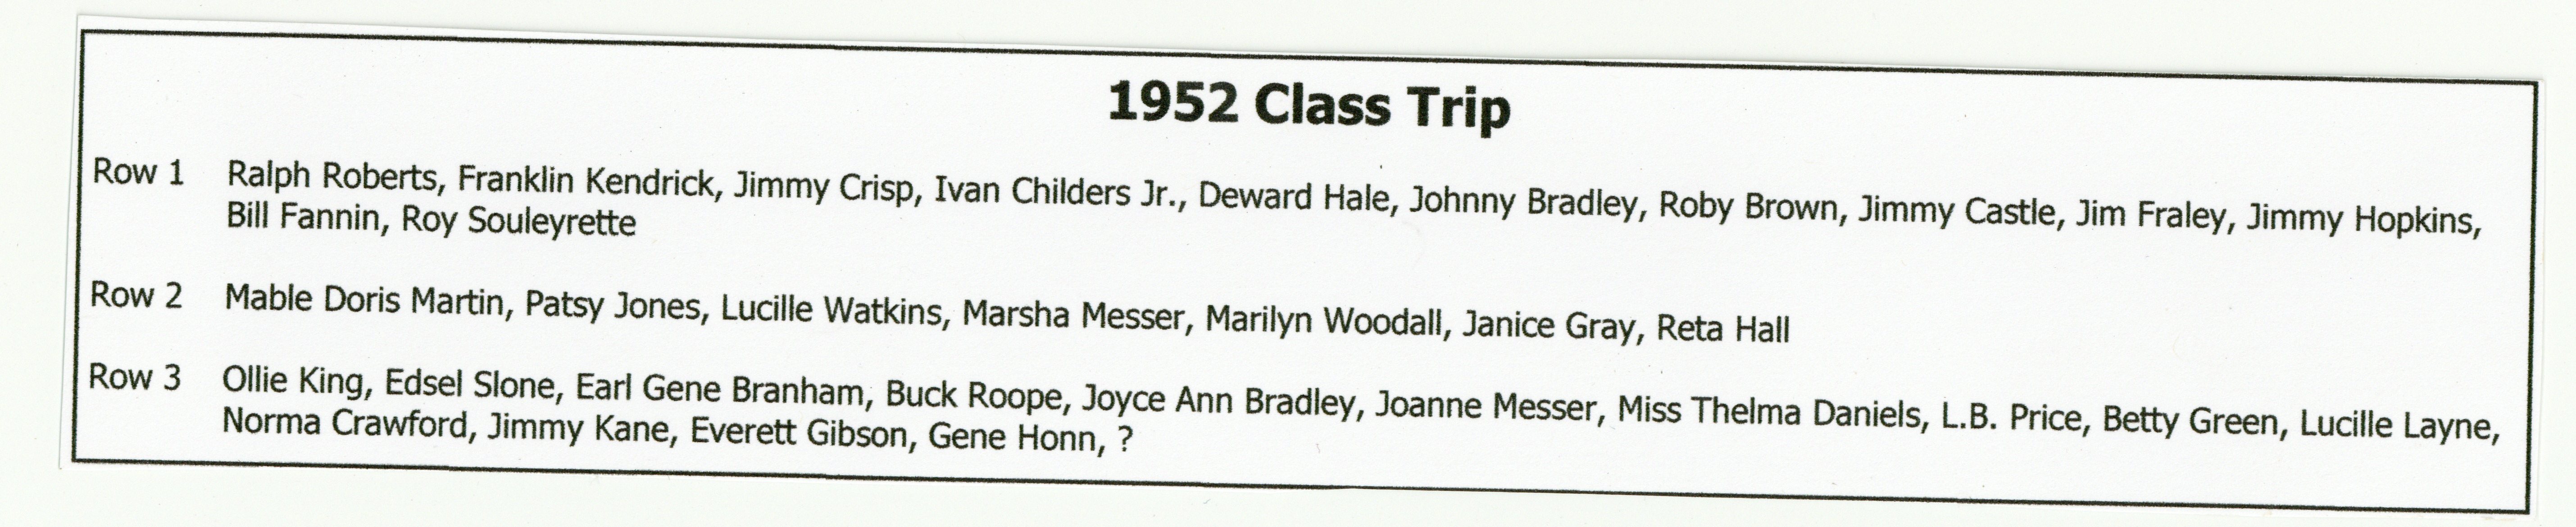 1952 Class Trip
Row 1 Ralph Roberts, Franklin Kendrick, Jimmy Crisp, Ivan Childers Jr., Deward Hale, Johnny Bradley, Roby Brown, Jimmy Castle, Jim Fraley, Jimmy Hopkins,
Bill Fannin, Roy Souleyrette
Row 2 Mable Doris Martin, Patsy Jones, Lucille Watkins, Marsha Messer, Marilyn Woodall, Janice Gray, Reta Hall
Row 3 Ollie King, Edsel Slone, Earl Gene Branham, Buck Roope, Joyce Ann Bradley, Joanne Messer, Miss Thelma Daniels, L.B. Price, Betty Green, Lucille Layne,
Norma Crawford, Jimmy Kane, Everett Gibson, Gene Honn, ?